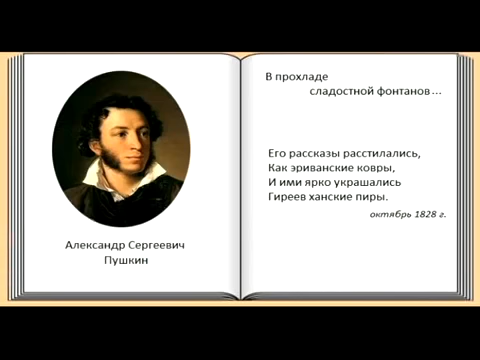 Александр Сергеевич
Пушкин
В прохладе
сладостной фонтанов...
Его рассказы расстилались,
Как эриванские ковры,
И ими ярко украшались
Гиреев ханские пиры.
октябрь 1828 г.